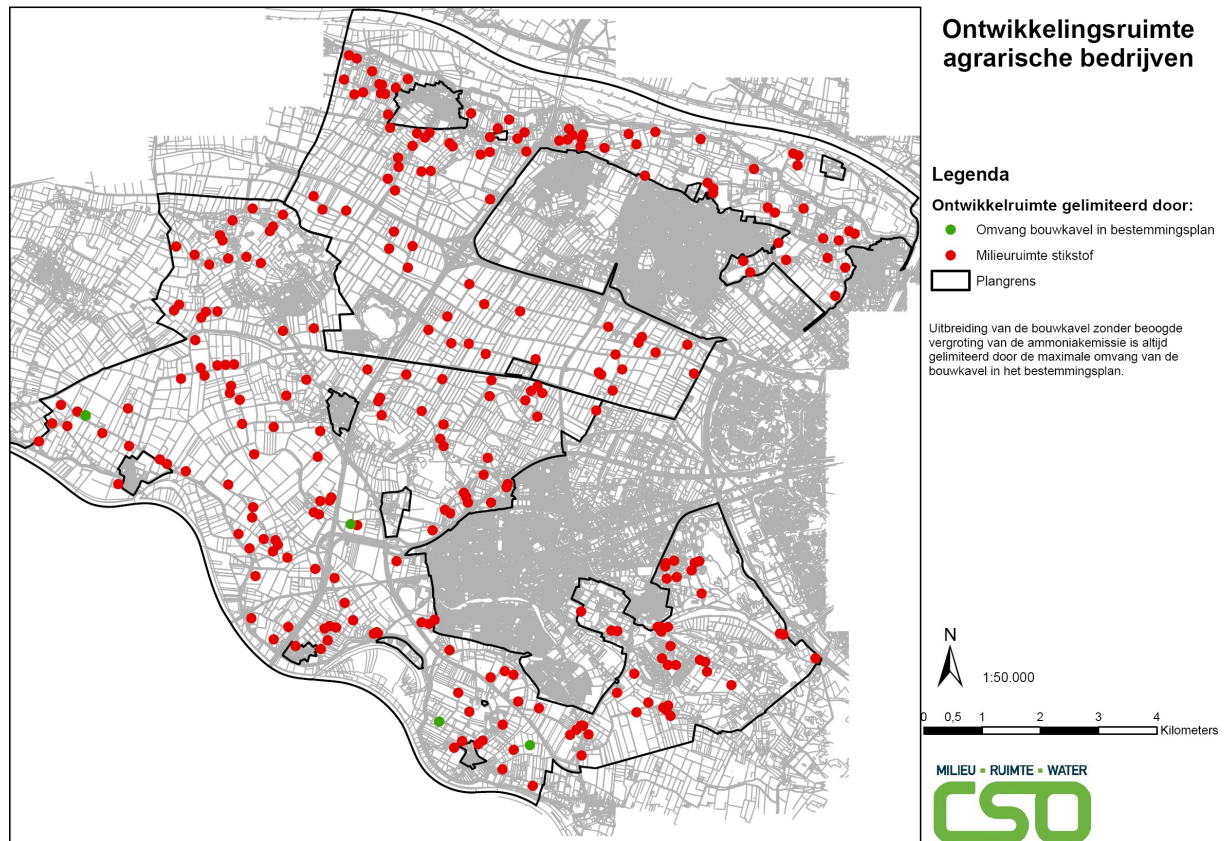 Ontwikkelingsruimte
agrarische bedrijven
Legenda
Ontwikkelruimte gelimiteerd door:
Omvang bouwkavel in bestemmingsplan
Milieuruimte stikstof
Plangrens
Uitbreiding van de bouwkavel zonder beoogde
vergroting van de ammoniakemissie is altijd
gelimiteerd door de maximale omvang van de
bouwkavel in het bestemmingsplan.
N
1:50.000
0 0,5 1 2 3 4
Kilometers
MILIEU ▪ RUIMTE ▪ WATER
CSO